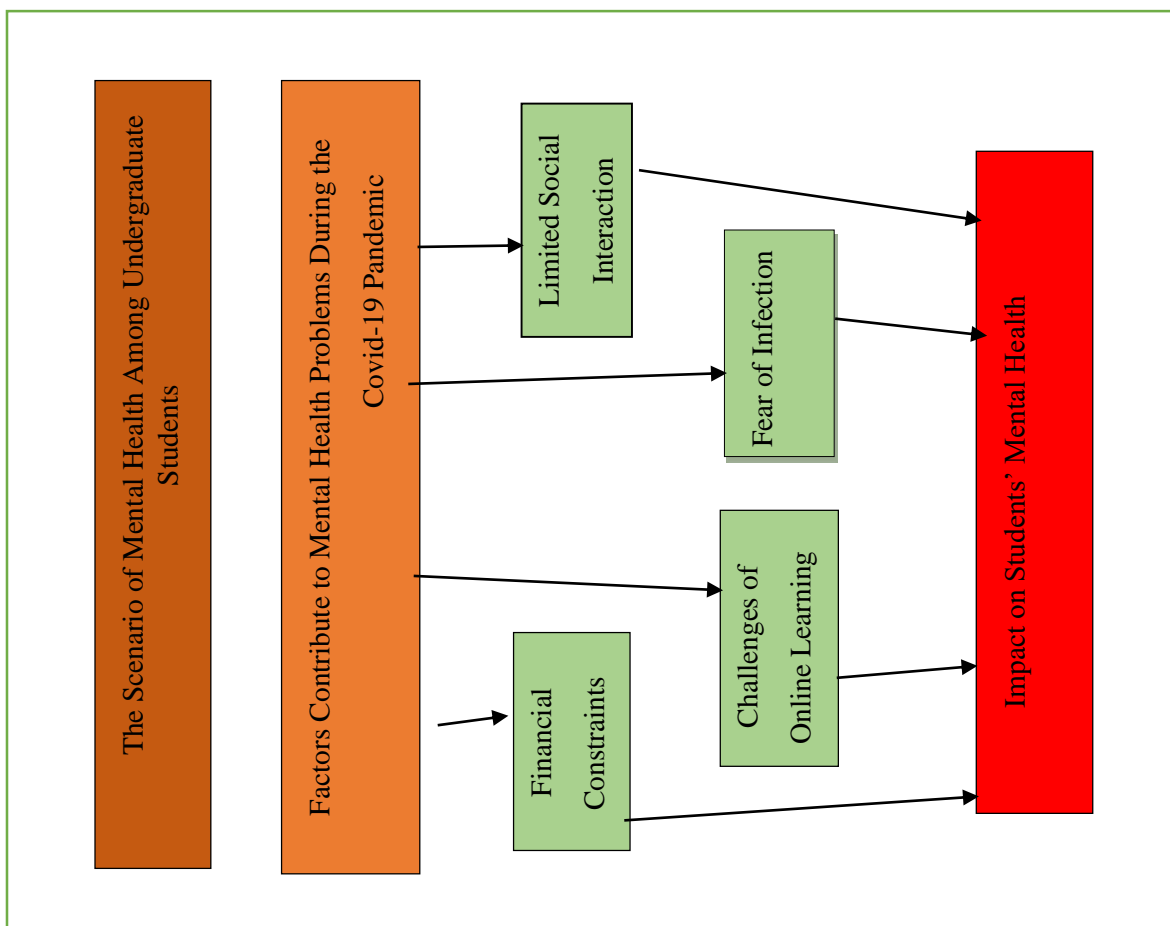 The Scenario of Mental Health Among Undergraduate
Students
Factors Contribute to Mental Health Problems During the
Covid-19 Pandemic
Financial
Constraints
Limited Social
Interaction
Challenges of
Online Learning
Fear of Infection
Impact on Students’ Mental Health